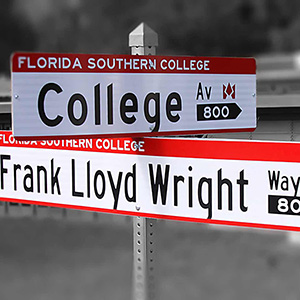 FLORIDA SOUTHERN COLLEGE
College Av
800
FLORIDA SOUTHERN COLLEGE
Frank Lloyd Wright Way
80